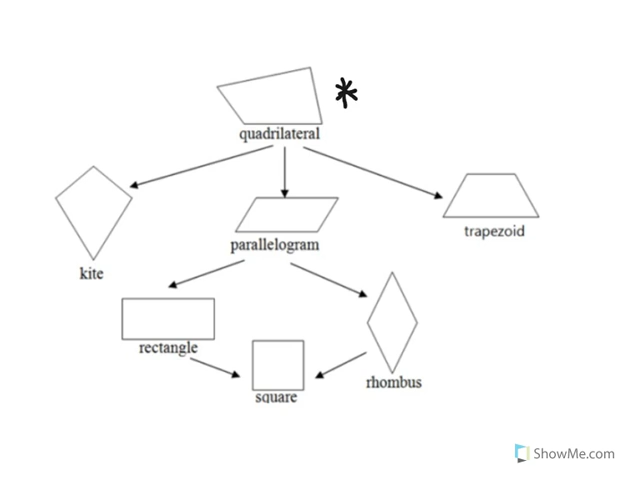 quadrilateral
kite
parallelogram
trapezoid
rectangle
square
rhombus
ShowMe.com